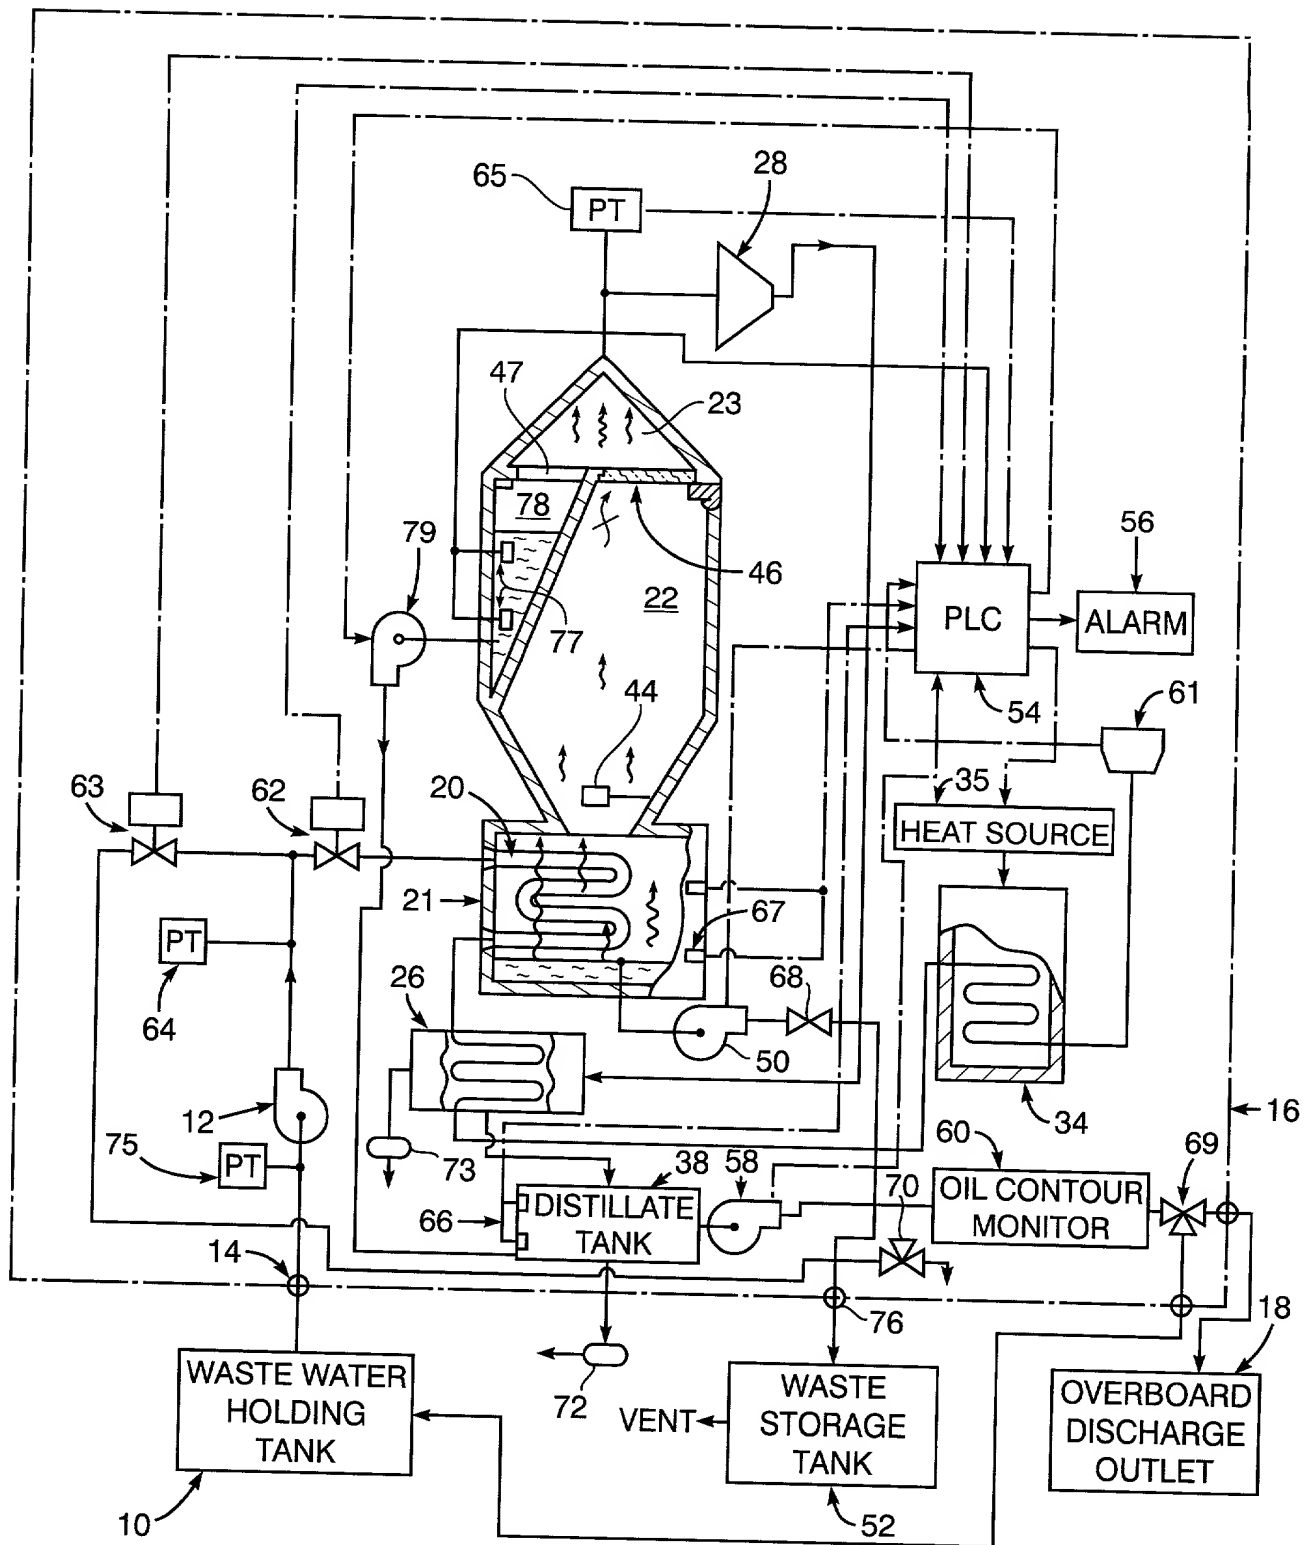 28
65
PT
47
23
78
79
46
56
22
PLC
ALARM
77
44
54
61
63
62
20
35
HEAT SOURCE
21
67
PT
26
68
64
50
12
34
16
75
PT
73
38
58
60
69
DISTILLATE
TANK
66
70
OIL CONTOUR
MONITOR
14
76
18
WASTE WATER
HOLDING
TANK
72
VENT
WASTE
STORAGE
TANK
OVERBOARD
DISCHARGE
OUTLET
10
52